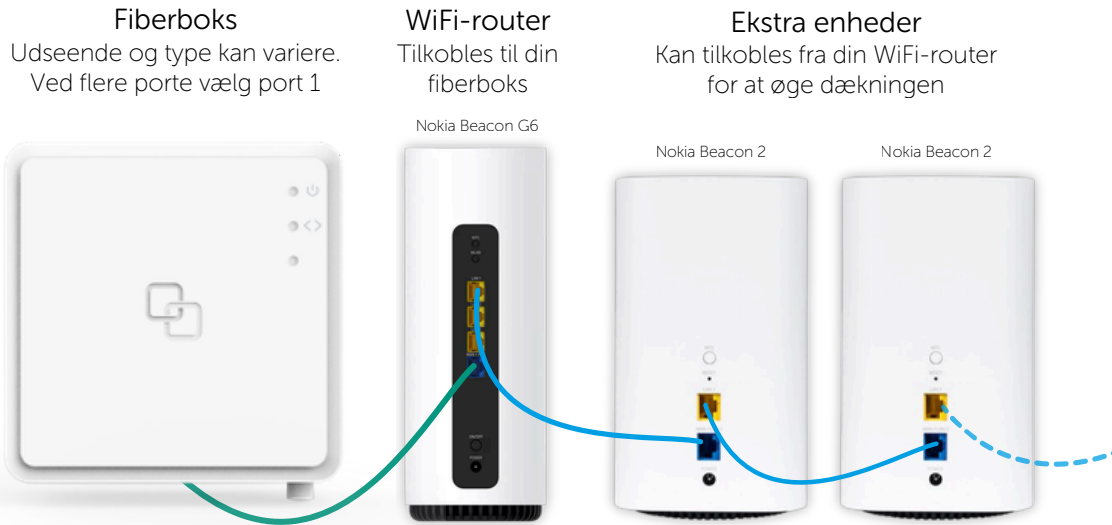 Fiberboks
Udseende og type kan variere.
Ved flere porte vælg port 1
WiFi-router
Tilkobles til din
fiberboks
Nokia Beacon G6
Ekstra enheder
Kan tilkobles fra din WiFi-router
for at øge dækningen
Nokia Beacon 2
Nokia Beacon 2